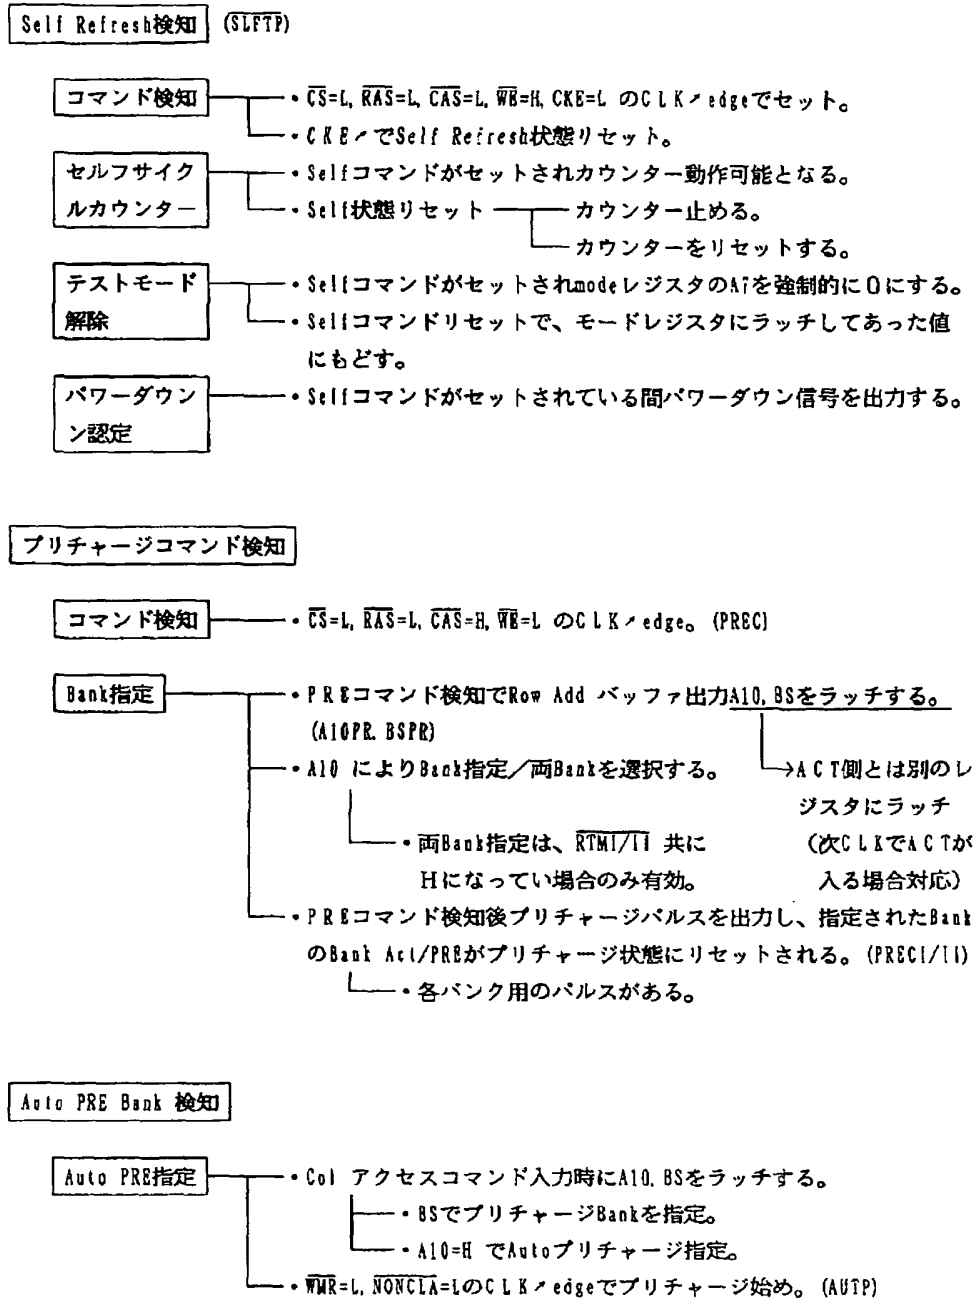 Self Refresh検知 (SLFTP)
コマンド検知 ・CS=L, RAS=L, CAS=L, WE=H, CKE=L のCLK↗edgeでセット。
・CKE↗でSelf Refresh状態リセット。
セルフサイク ・Selfコマンドがセットされカウンター動作可能となる。
ルカウンター ・Self状態リセット カウンター止める。
カウンターをリセットする。
テストモード ・SelfコマンドがセットされmodeレジスタのA7を強制的に0にする。
解除 ・Selfコマンドリセットで、モードレジスタにラッチしてあった値
にもどす。
パワーダウン ・Selfコマンドがセットされている間パワーダウン信号を出力する。
ン認定
プリチャージコマンド検知
コマンド検知 ・CS=L, RAS=L, CAS=H, WE=L のCLK↗edge。(PREC)
Bank指定 ・PREコマンド検知でRow Add バッファ出力A10, BSをラッチする。
(A10PR. BSPR)
・A10 によりBank指定/両Bankを選択する。 →ACT側とは別のレ
ジスタにラッチ
・両Bank指定は、RTMI/II 共に (次CLKでACTが
Hになってい場合のみ有効。 入る場合対応)
・PREコマンド検知後プリチャージパルスを出力し、指定されたBank
のBank Act/PREがプリチャージ状態にリセットされる。(PRECI/II)
・各バンク用のパルスがある。
Auto PRE Bank 検知
Auto PRE指定 ・Col アクセスコマンド入力時にA10, BSをラッチする。
・BSでプリチャージBankを指定。
・A10=H でAutoプリチャージ指定。
・WMR=L, NONCLA=LのCLK↗edgeでプリチャージ始め。(AUTP)